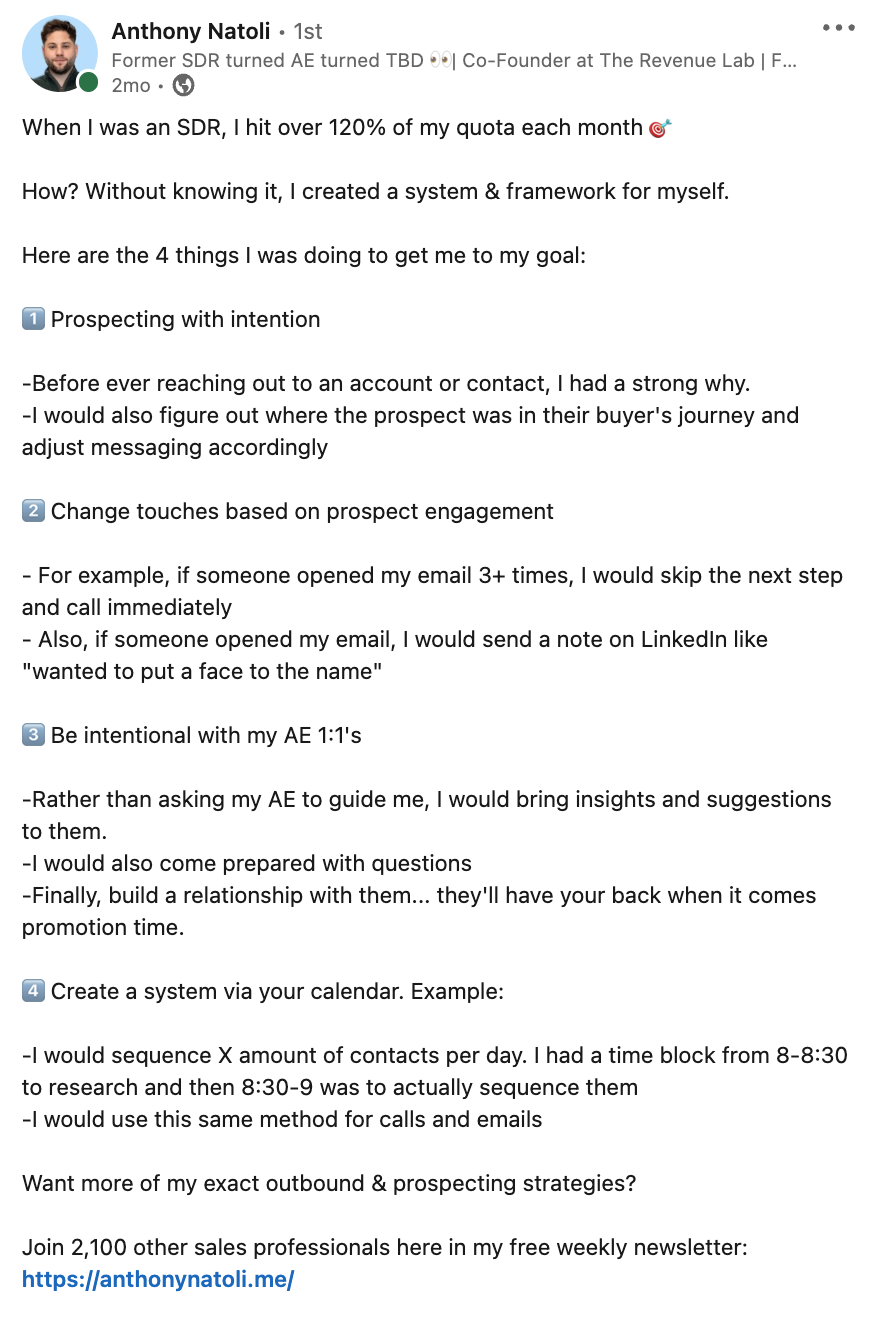 Anthony Natoli • 1st
Former SDR turned AE turned TBD 👀| Co-Founder at The Revenue Lab | F...
2mo •
When I was an SDR, I hit over 120% of my quota each month 🎯
How? Without knowing it, I created a system & framework for myself.
Here are the 4 things I was doing to get me to my goal:
1️⃣ Prospecting with intention
-Before ever reaching out to an account or contact, I had a strong why.
-I would also figure out where the prospect was in their buyer's journey and
adjust messaging accordingly
2️⃣ Change touches based on prospect engagement
- For example, if someone opened my email 3+ times, I would skip the next step
and call immediately
- Also, if someone opened my email, I would send a note on LinkedIn like
"wanted to put a face to the name"
3️⃣ Be intentional with my AE 1:1's
-Rather than asking my AE to guide me, I would bring insights and suggestions
to them.
-I would also come prepared with questions
-Finally, build a relationship with them... they'll have your back when it comes
promotion time.
4️⃣ Create a system via your calendar. Example:
-I would sequence X amount of contacts per day. I had a time block from 8-8:30
to research and then 8:30-9 was to actually sequence them
-I would use this same method for calls and emails
Want more of my exact outbound & prospecting strategies?
Join 2,100 other sales professionals here in my free weekly newsletter:
https://anthonynatoli.me/